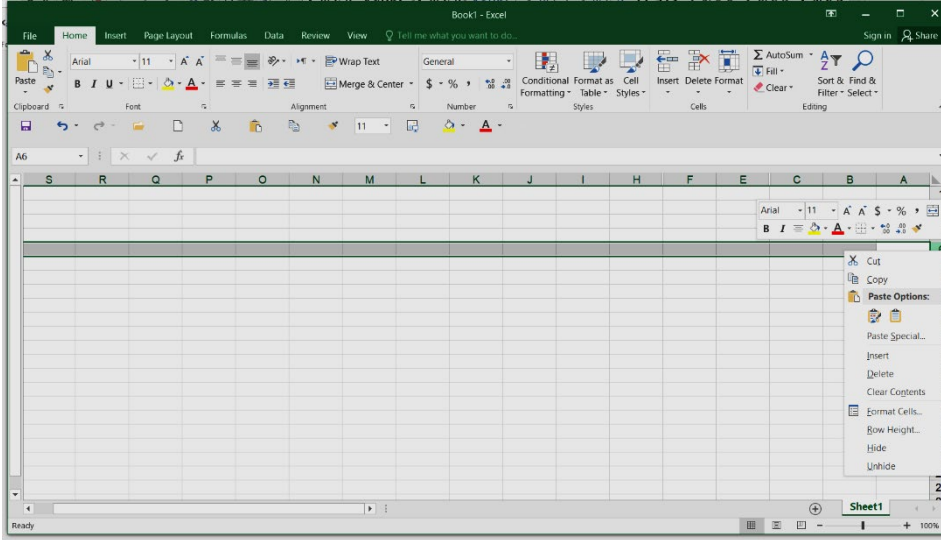 Book1 - Excel
File Home Insert Page Layout Formulas Data Review View Tell me what you want to do... Sign in Share
Paste
Arial 11 A A Wrap Text General
B I U A Merge & Center $ - % ,
Conditional Formatting Format as Table Cell Styles
Insert Delete Format
AutoSum
Fill
Clear
Sort & Filter Find & Select
Clipboard Font Alignment Number Styles Cells Editing
11 A
A6 fx
S R Q P O N M L K J I H F E C B A
Arial 11 A A $ - % ,
B I A
Cut
Copy
Paste Options:
Paste Special...
Insert
Delete
Clear Contents
Format Cells...
Row Height...
Hide
Unhide
Sheet1
Ready 100%